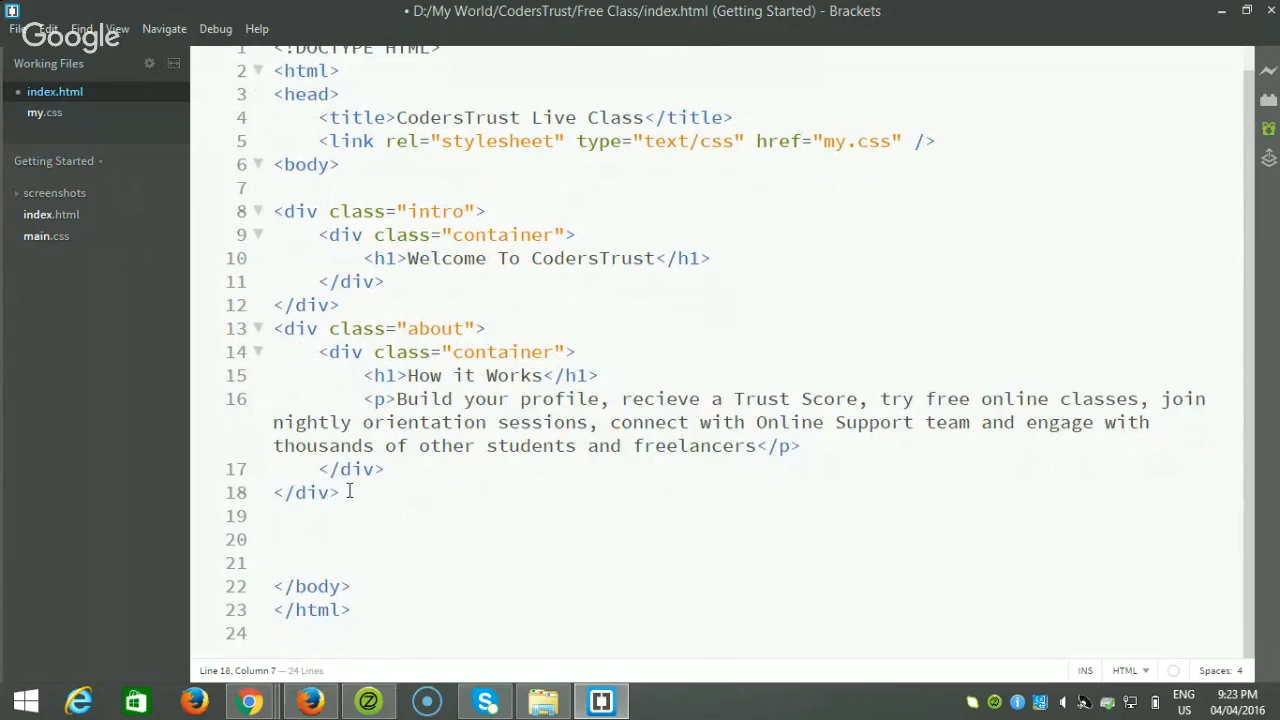 • D:/My World/CodersTrust/Free Class/index.html (Getting Started) - Brackets
File Edit Find View Navigate Debug Help
Google
Working Files
• index.html
my.css
Getting Started
screenshots
index.html
main.css
1 <!DOCTYPE HTML>
2 <html>
3 <head>
4 <title>CodersTrust Live Class</title>
5 <link rel="stylesheet" type="text/css" href="my.css" />
6 <body>
7
8 <div class="intro">
9 <div class="container">
10 <h1>Welcome To CodersTrust</h1>
11 </div>
12 </div>
13 <div class="about">
14 <div class="container">
15 <h1>How it Works</h1>
16 <p>Build your profile, recieve a Trust Score, try free online classes, join
nightly orientation sessions, connect with Online Support team and engage with
thousands of other students and freelancers</p>
17 </div>
18 </div>
19
20
21
22 </body>
23 </html>
24
Line 18, Column 7 — 24 Lines
INS HTML Spaces: 4
ENG 9:23 PM
US 04/04/2016